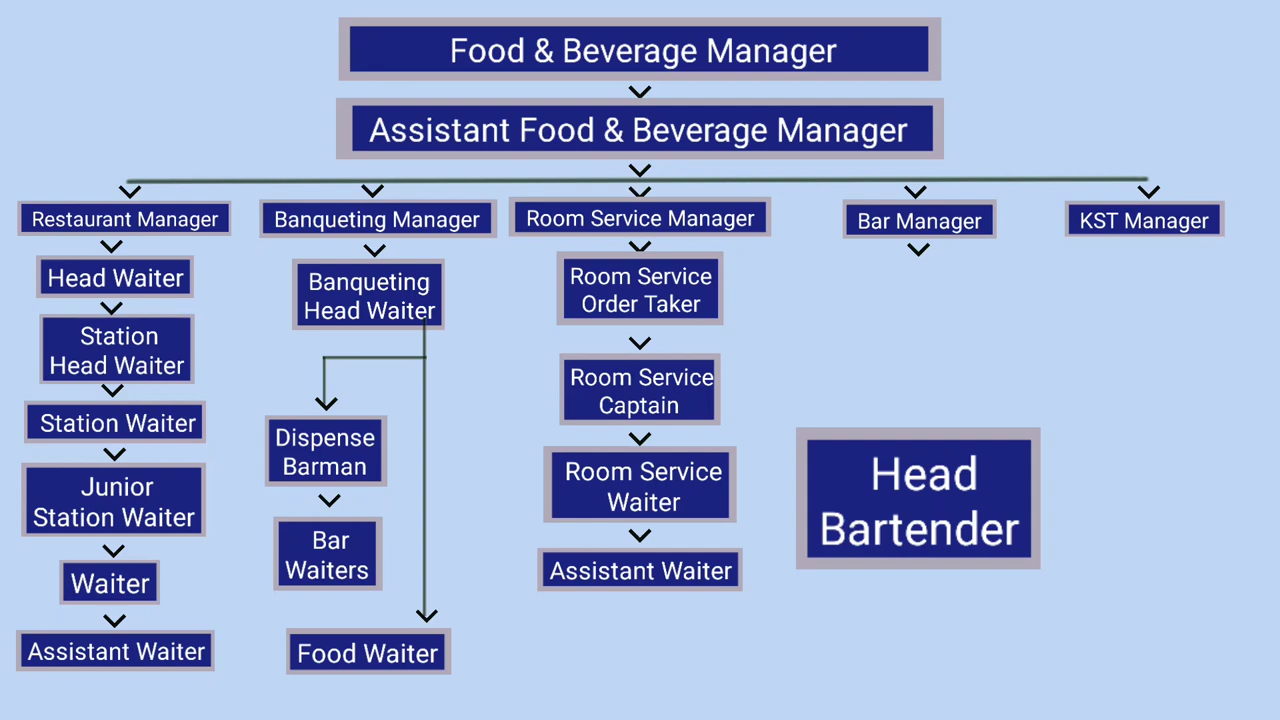 Food & Beverage Manager
Assistant Food & Beverage Manager
Restaurant Manager
Head Waiter
Station
Head Waiter
Station Waiter
Junior
Station Waiter
Waiter
Assistant Waiter
Banqueting Manager
Banqueting
Head Waiter
Dispense
Barman
Bar
Waiters
Food Waiter
Room Service Manager
Room Service
Order Taker
Room Service
Captain
Room Service
Waiter
Assistant Waiter
Bar Manager
Head
Bartender
KST Manager